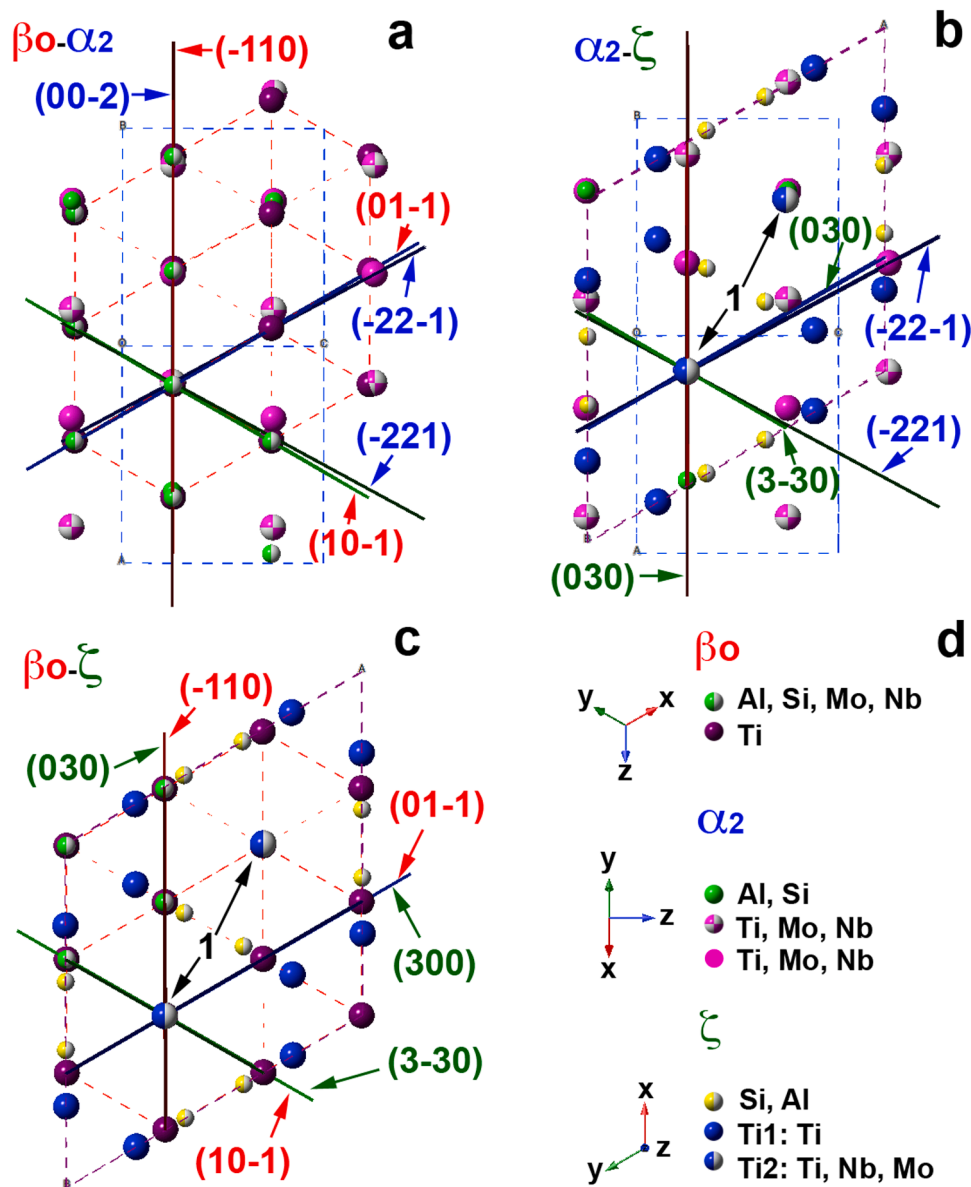 βo-α2
a
(-110)
(00-2)
B
(01-1)
(-22-1)
O
C
(-221)
(10-1)
A
α2-ζ
b
A
B
(030)
1
(-22-1)
O
C
(-221)
(3-30)
B
A
(030)
βo-ζ
c
A
(-110)
(030)
(01-1)
1
(300)
(3-30)
(10-1)
B
d
βo
y x
z
Al, Si, Mo, Nb
Ti
α2
y
z
x
Al, Si
Ti, Mo, Nb
Ti, Mo, Nb
ζ
x
z
y
Si, Al
Ti1: Ti
Ti2: Ti, Nb, Mo